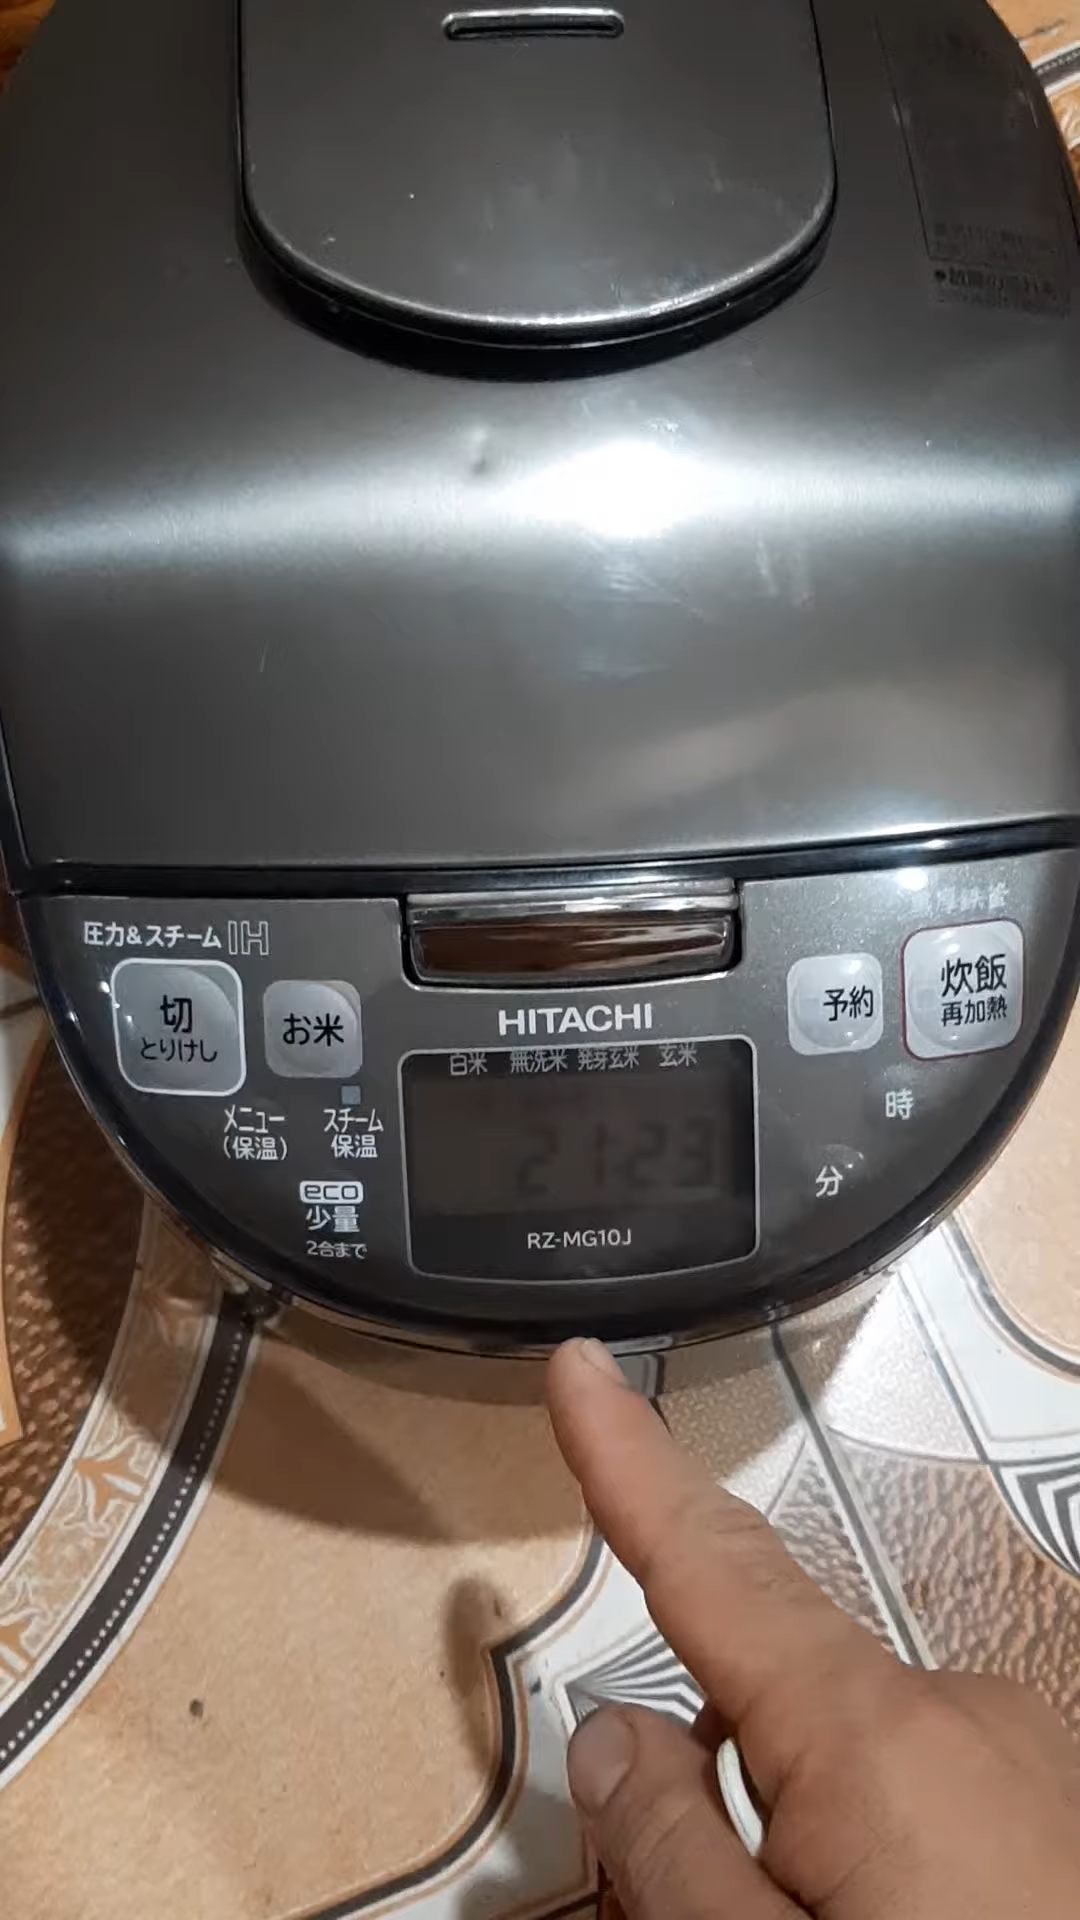 圧力&スチーム IH
切
とりけし
お米
メニュー
(保温)
スチーム
保温
eco
少量
2合まで
HITACHI
白米 無洗米 発芽玄米 玄米
21:23
RZ-MG10J
予約
炊飯
再加熱
時
分